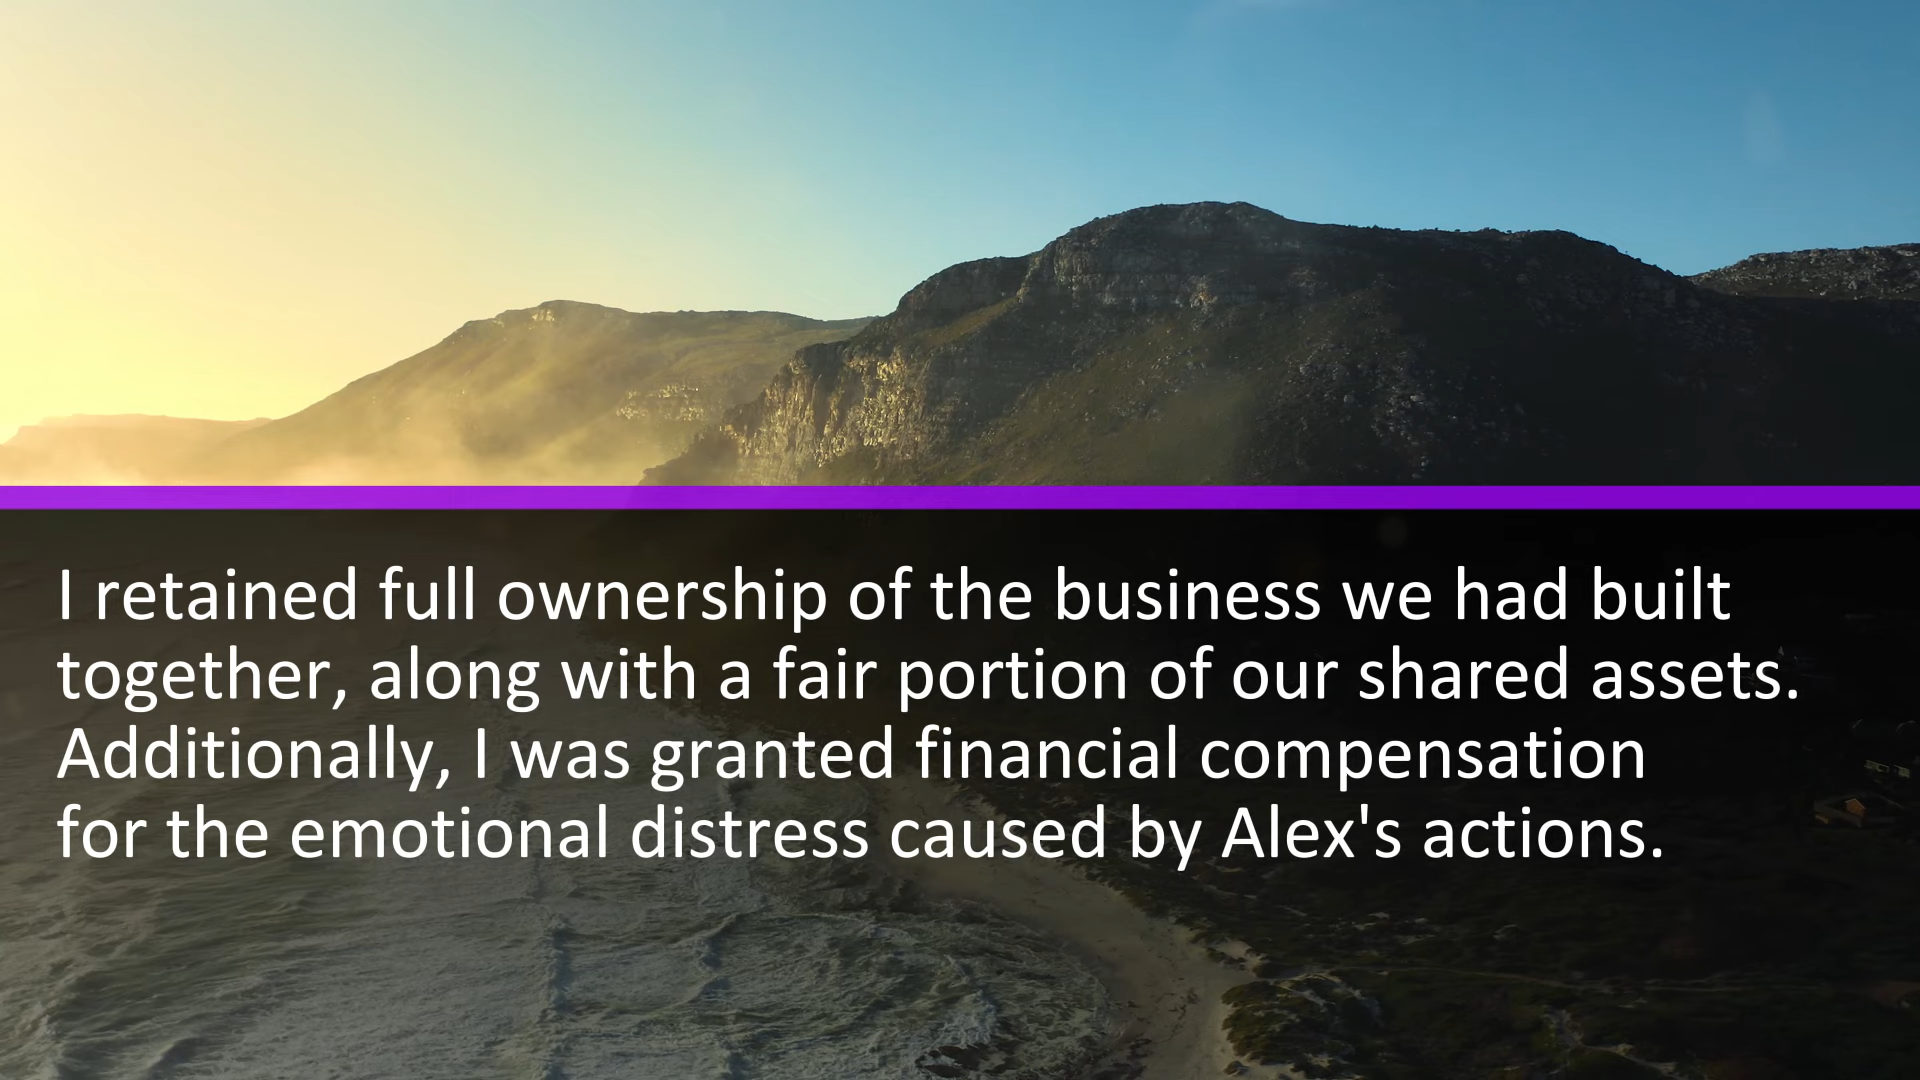 I retained full ownership of the business we had built
together, along with a fair portion of our shared assets.
Additionally, I was granted financial compensation
for the emotional distress caused by Alex's actions.